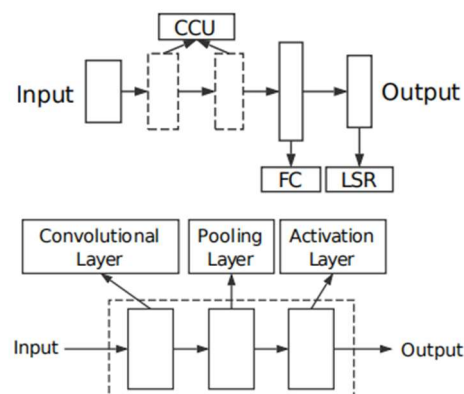 CCU
Input
Output
FC
LSR
Convolutional
Layer
Pooling
Layer
Activation
Layer
Input
Output